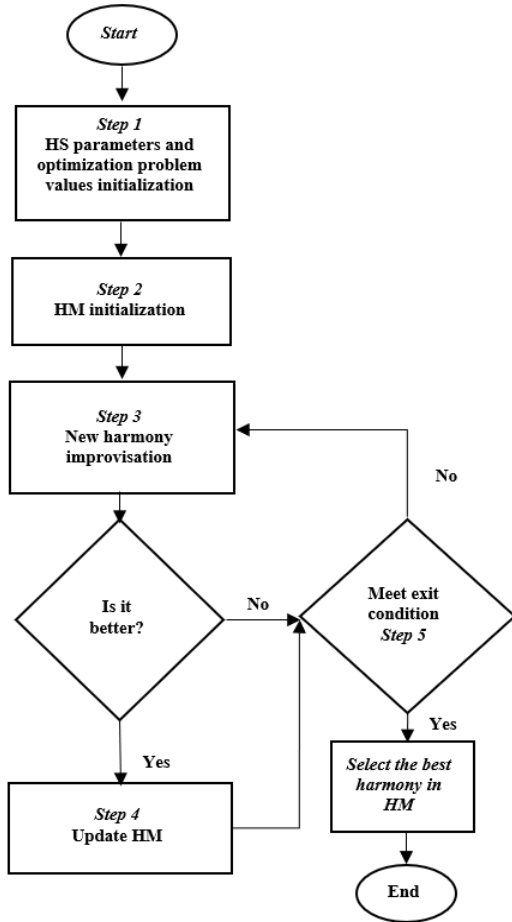 Start
Step 1
HS parameters and
optimization problem
values initialization
Step 2
HM initialization
Step 3
New harmony
improvisation
Is it
better?
No
Yes
Step 4
Update HM
No
Meet exit
condition
Step 5
Yes
Select the best
harmony in
HM
End